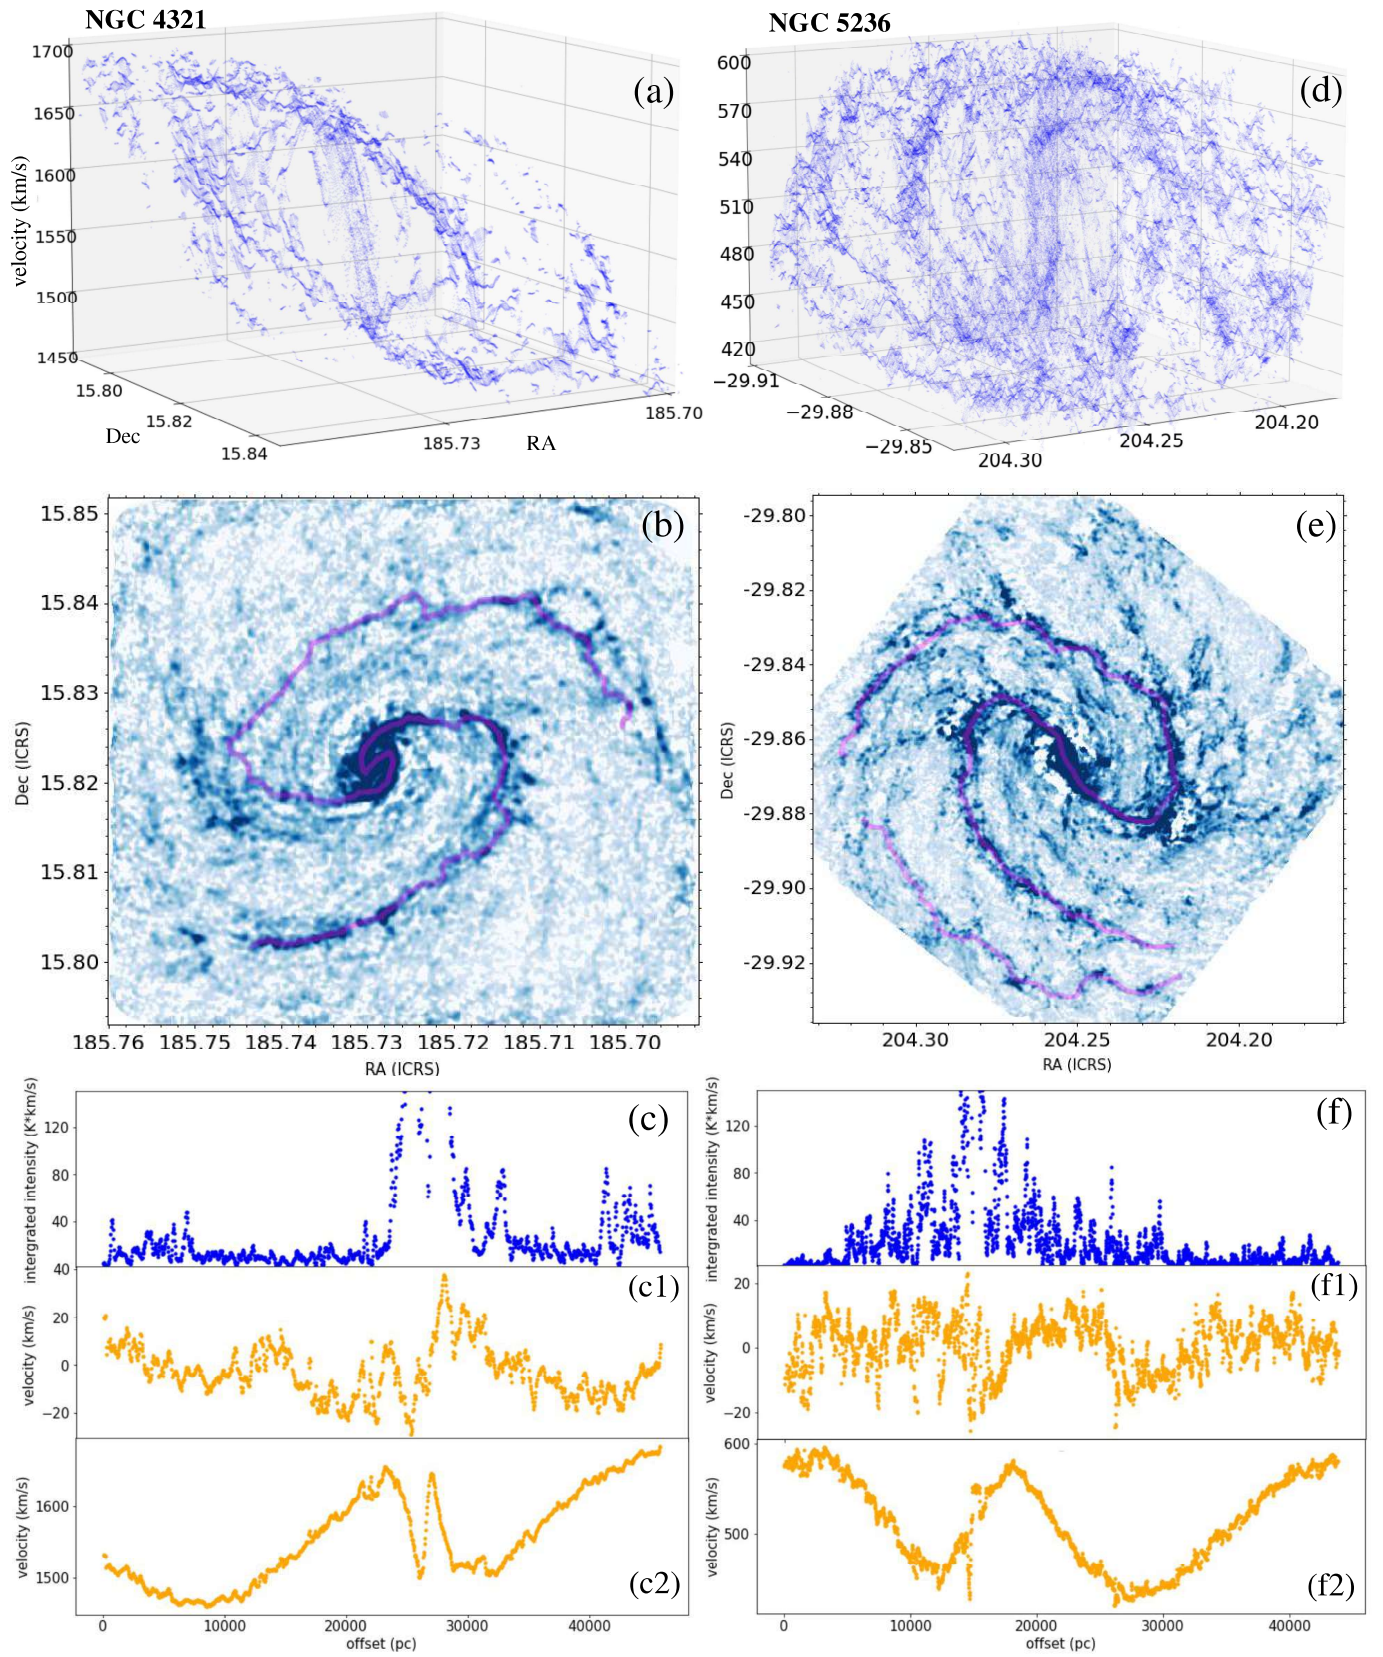 NGC 4321
(a)
1700
1650
1600
1550
1500
1450
velocity (km/s)
15.80
15.82
15.84
Dec
185.73
185.70
RA
NGC 5236
(d)
600
570
540
510
480
450
420
−29.91
−29.88
−29.85
204.30
204.25
204.20
(b)
15.85
15.84
15.83
15.82
15.81
15.80
Dec (ICRS)
185.76 185.75 185.74 185.73 185.72 185.71 185.70
RA (ICRS)
(e)
-29.80
-29.82
-29.84
-29.86
-29.88
-29.90
-29.92
Dec (ICRS)
204.30 204.25 204.20
RA (ICRS)
(c)
120
80
40
intergrated intensity (K*km/s)
(c1)
40
20
0
−20
velocity (km/s)
(c2)
1600
1500
velocity (km/s)
0 10000 20000 30000 40000
offset (pc)
(f)
120
80
40
intergrated intensity (K*km/s)
(f1)
20
0
−20
velocity (km/s)
(f2)
600
500
velocity (km/s)
0 10000 20000 30000 40000
offset (pc)